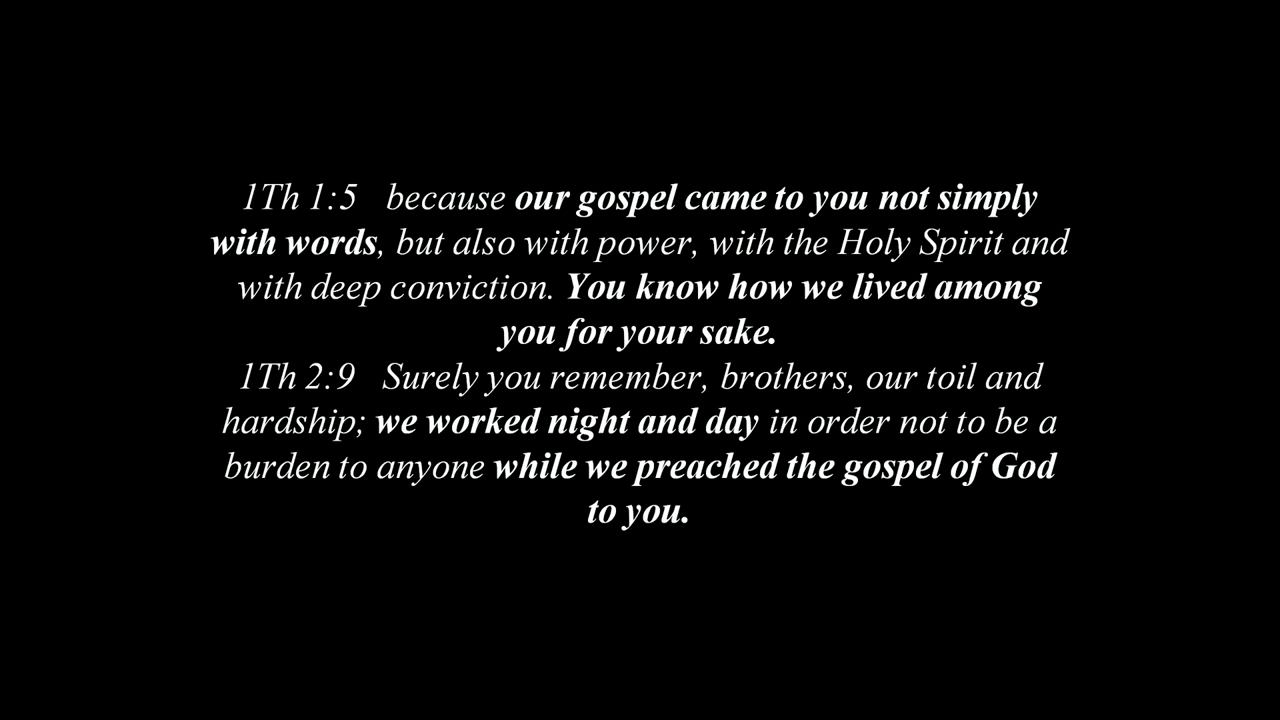 1Th 1:5   because our gospel came to you not simply
with words, but also with power, with the Holy Spirit and
with deep conviction. You know how we lived among
you for your sake.
1Th 2:9   Surely you remember, brothers, our toil and
hardship; we worked night and day in order not to be a
burden to anyone while we preached the gospel of God
to you.